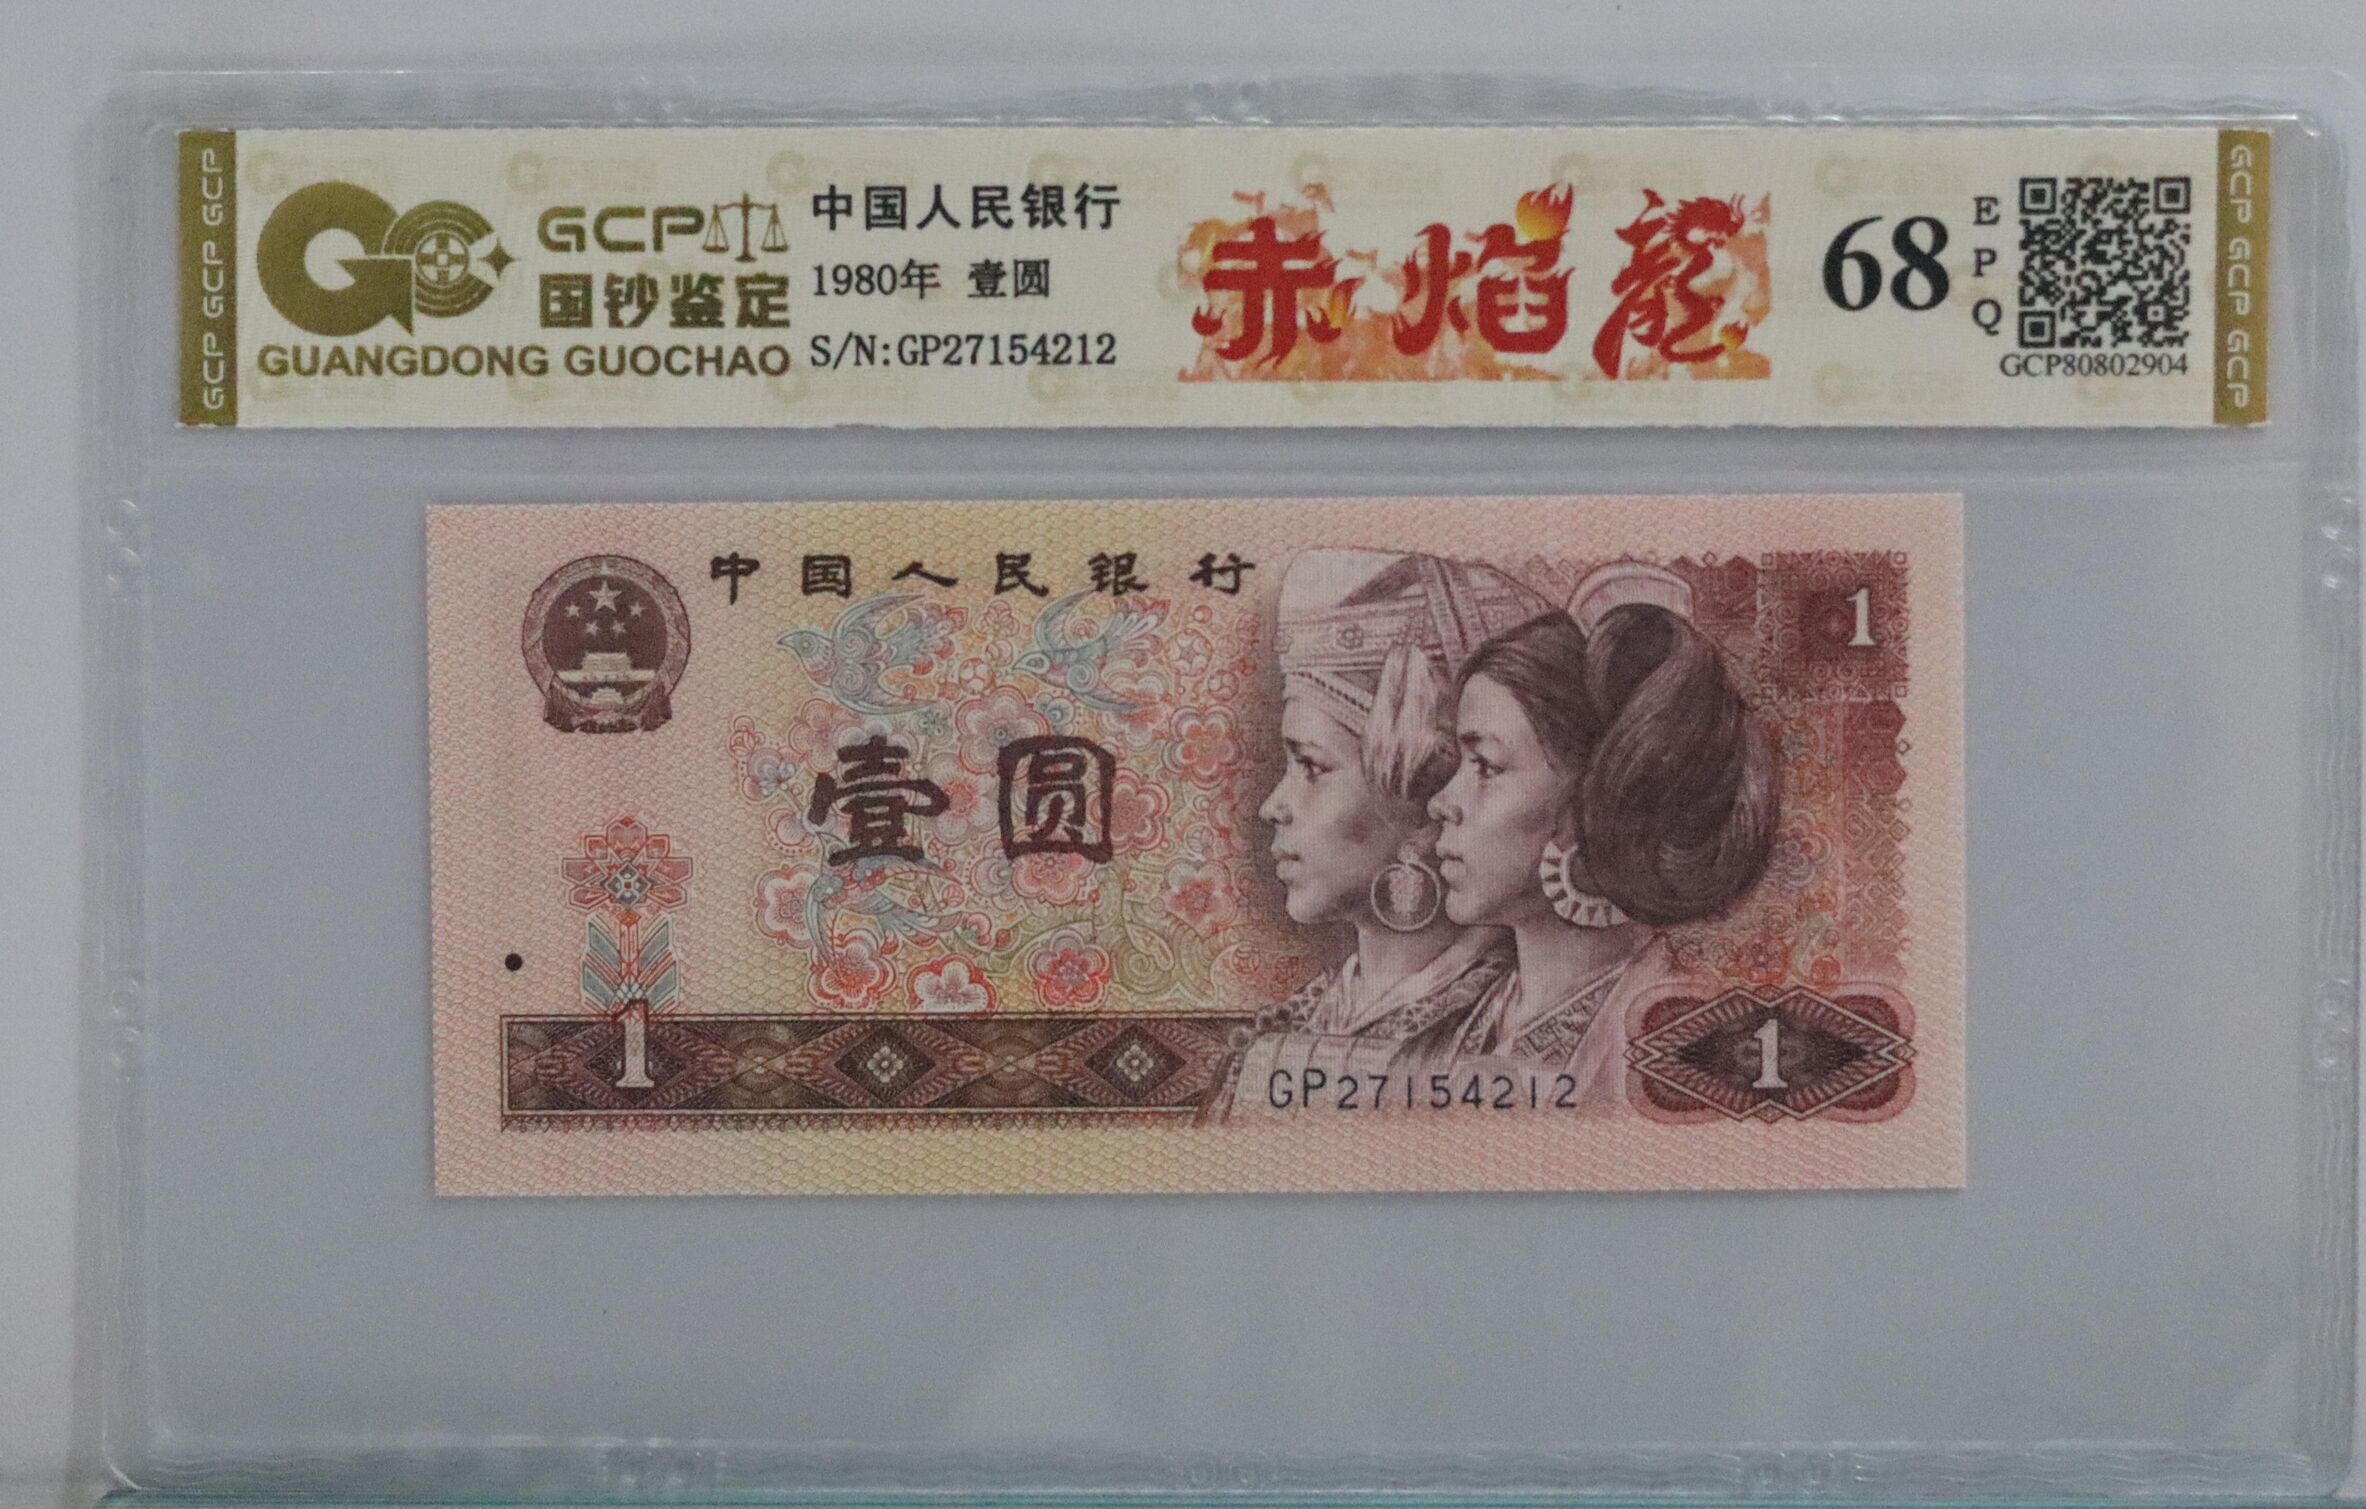 GCP GCP GCP
GCP
国钞鉴定
GUANGDONG GUOCHAO
中国人民银行
1980年 壹圆
S/N:GP27154212
赤焰龍
68
E
P
Q
GCP80802904
GCP GCP GCP
中国人民银行
1
壹圆
1
GP27154212
1